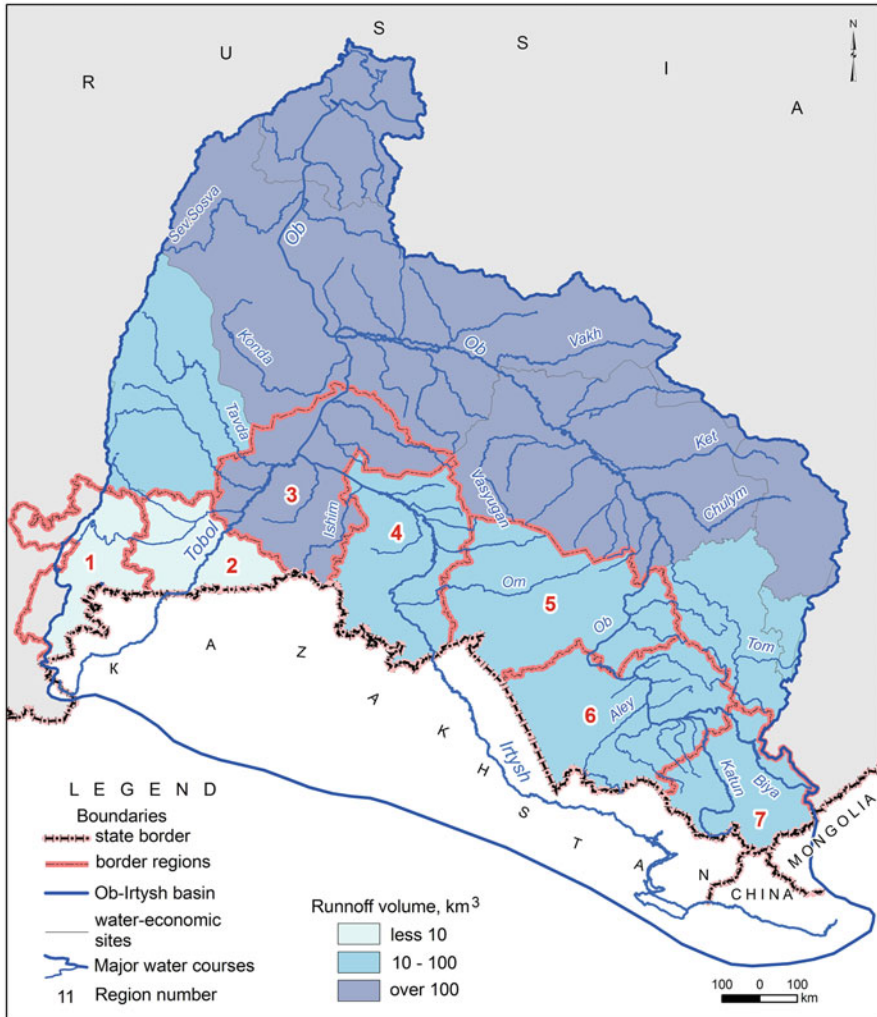 R U S S I A
N
Sev.Sosva
Ob
Konda
Ob
Vakh
Tavda
Ket
Vasyugan
Chulym
3
Ishim
4
Tobol
1
2
Om
5
Ob
Tom
K A Z A K H S T A N
6
Aley
Irtysh
Katun
Biya
7
MONGOLIA
CHINA
L E G E N D
Boundaries
state border
border regions
Ob-Irtysh basin
water-economic
sites
Major water courses
11 Region number
Runnoff volume, km³
less 10
10 - 100
over 100
100 0 100
km